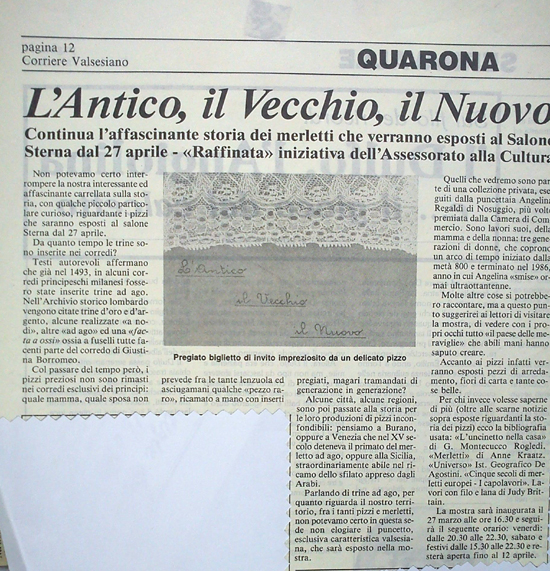 pagina 12
Corriere Valsesiano
QUARONA
L'Antico, il Vecchio, il Nuovo
Continua l'affascinante storia dei merletti che verranno esposti al Salone
Sterna dal 27 aprile - «Raffinata» iniziativa dell'Assessorato alla Cultura
Non potevamo certo inter-
rompere la nostra interessante ed
affascinante carrellata sulla sto-
ria, con qualche piccolo partico-
lare curioso, riguardante i pizzi
che saranno esposti al salone
Sterna dal 27 aprile.
Da quanto tempo le trine so-
no inserite nei corredi?
Testi autorevoli affermano
che già nel 1493, in alcuni cor-
redi principeschi milanesi fosse-
ro state inserite trine ad ago.
Nell'Archivio storico lombardo
vengono citate trine d'oro e d'ar-
gento, alcune realizzate «a no-
di», altre «ad ago» ed una «fac-
ta a ossi» ossia a fuselli tutte fa-
centi parte del corredo di Giusti-
na Borromeo.
Col passare del tempo però, i
pizzi preziosi non sono rimasti
nei corredi esclusivi dei principi:
quale mamma, quale sposa non
L'Antico
il Vecchio
il Nuovo
Pregiato biglietto di invito impreziosito da un delicato pizzo
prevede fra le tante lenzuola ed
asciugamani qualche «pezzo ra-
ro», ricamato a mano con inserti
pregiati, magari tramandati di
generazione in generazione?
Alcune città, alcune regioni,
sono poi passate alla storia per
le loro produzioni di pizzi incon-
fondibili: pensiamo a Burano,
oppure a Venezia che nel XV se-
colo deteneva il primato del mer-
letto ad ago, oppure alla Sicilia,
straordinariamente abile nel ri-
camo dello sfilato appreso dagli
Arabi.
Parlando di trine ad ago, per
quanto riguarda il nostro terri-
torio, fra i tanti pizzi e merletti,
non potevamo certo in questa se-
de non elogiare il puncetto,
esclusiva caratteristica valsesia-
na, che sarà esposto nella mo-
stra.
Quelli che vedremo sono par-
te di una collezione privata, ese-
guiti dalla puncettaia Angelina
Regaldi di Nosuggio, più volte
premiata dalla Camera di Com-
mercio. Sono lavori suoi, della
mamma e della nonna: tre gene-
razioni di donne, che coprono
un arco di tempo iniziato dalla
metà 800 e terminato nel 1986,
anno in cui Angelina «smise» or-
mai ultraottantenne.
Molte altre cose si potrebbe-
ro raccontare, ma a questo pun-
to suggerirei ai lettori di visitare
la mostra, di vedere con i pro-
pri occhi tutto «il paese delle me-
raviglie» che abili mani hanno
saputo creare.
Accanto ai pizzi infatti ver-
ranno esposti pezzi di arreda-
mento, fiori di carta e tante co-
se belle.
Per chi invece volesse saperne
di più (oltre alle scarne notizie
sopra esposte riguardanti la sto-
ria dei pizzi) ecco la bibliografia
usata: «L'uncinetto nella casa»
di G. Montecucco Rogledi,
«Merletti» di Anne Kraatz,
«Universo» Ist. Geografico De
Agostini. «Cinque secoli di mer-
letti europei - I capolavori». La-
vori con filo e lana di Judy Brit-
tain.
La mostra sarà inaugurata il
27 marzo alle ore 16.30 e segui-
rà il seguente orario: venerdì:
dalle 20.30 alle 22.30, sabato e
festivi dalle 15.30 alle 22.30 e re-
sterà aperta fino al 12 aprile.